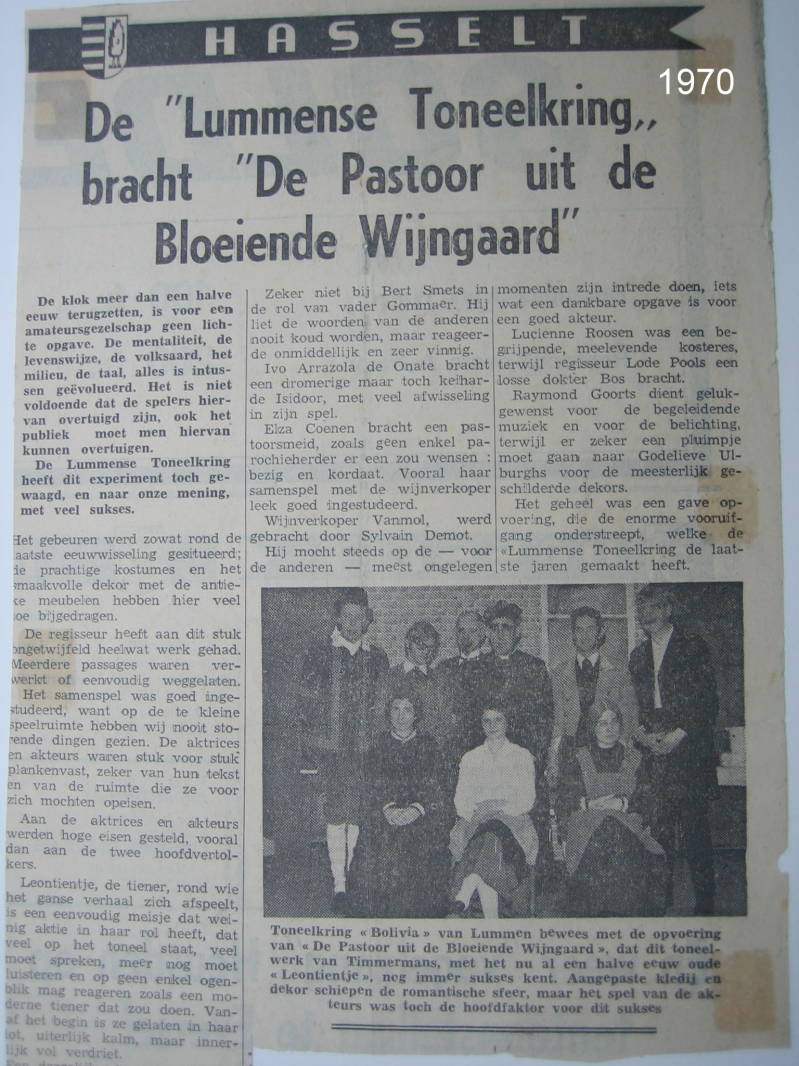 HASSELT
1970
De "Lummense Toneelkring,,
bracht "De Pastoor uit de
Bloeiende Wijngaard"
De klok meer dan een halve
eeuw terugzetten, is voor een
amateursgezelschap geen lich-
te opgave. De mentaliteit, de
levenswijze, de volksaard, het
milieu, de taal, alles is intus-
sen geëvolueerd. Het is niet
voldoende dat de spelers hier-
van overtuigd zijn, ook het
publiek moet men hiervan
kunnen overtuigen.
De Lummense Toneelkring
heeft dit experiment toch ge-
waagd, en naar onze mening,
met veel sukses.
Het gebeuren werd zowat rond de
laatste eeuwwisseling gesitueerd;
de prachtige kostumes en het
smaakvolle dekor met de antie-
ke meubelen hebben hier veel
toe bijgedragen.
De regisseur heeft aan dit stuk
ongetwijfeld heelwat werk gehad.
Meerdere passages waren ver-
werkt of eenvoudig weggelaten.
Het samenspel was goed inge-
studeerd, want op de te kleine
speelruimte hebben wij nooit sto-
rende dingen gezien. De aktrices
en akteurs waren stuk voor stuk
plankenvast, zeker van hun tekst
en van de ruimte die ze voor
zich mochten opeisen.
Aan de aktrices en akteurs
werden hoge eisen gesteld, vooral
dan aan de twee hoofdvertol-
kers.
Leontientje, de tiener, rond wie
het ganse verhaal zich afspeelt,
is een eenvoudig meisje dat wei-
nig aktie in haar rol heeft, dat
veel op het toneel staat, veel
moet spreken, meer nog moet
luisteren en op geen enkel ogen-
blik mag reageren zoals een mo-
derne tiener dat zou doen. Van-
af het begin is ze gelaten in haar
lot, uiterlijk kalm, maar inner-
lijk vol verdriet.
Zeker niet bij Bert Smets in
de rol van vader Gommaer. Hij
liet de woorden van de anderen
nooit koud worden, maar reageer-
de onmiddellijk en zeer vinnig.
Ivo Arrazola de Onate bracht
een dromerige maar toch keihar-
de Isidoor, met veel afwisseling
in zijn spel.
Elza Coenen bracht een pas-
toorsmeid, zoals geen enkel pa-
rochieherder er een zou wensen :
bezig en kordaat. Vooral haar
samenspel met de wijnverkoper
leek goed ingestudeerd.
Wijnverkoper Vanmol, werd
gebracht door Sylvain Demot.
Hij mocht steeds op de — voor
de anderen — meest ongelegen
momenten zijn intrede doen, iets
wat een dankbare opgave is voor
een goed akteur.
Lucienne Roosen was een be-
grijpende, meelevende kosteres,
terwijl regisseur Lode Pools een
losse dokter Bos bracht.
Raymond Goorts dient geluk-
gewenst voor de begeleidende
muziek en voor de belichting,
terwijl er zeker een pluimpje
moet gaan naar Godelieve Ul-
burghs voor de meesterlijk ge-
schilderde dekors.
Het geheel was een gave op-
voering, die de enorme vooruit-
gang onderstreept, welke de
«Lummense Toneelkring de laat-
ste jaren gemaakt heeft.
Toneelkring « Bolivia » van Lummen bewees met de opvoering
van « De Pastoor uit de Bloeiende Wijngaard », dat dit toneel-
werk van Timmermans, met het nu al een halve eeuw oude
« Leontientje », nog immer sukses kent. Aangepaste kledij en
dekor schiepen de romantische sfeer, maar het spel van de ak-
teurs was toch de hoofdfaktor voor dit sukses